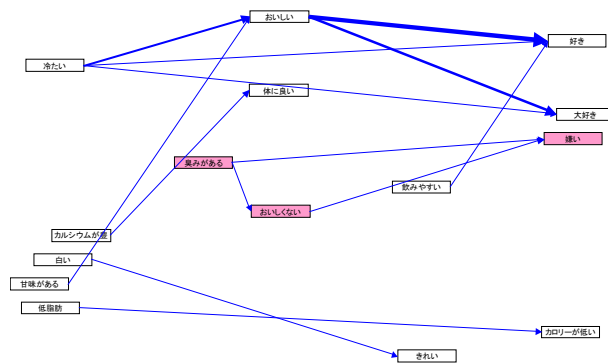 おいしい
好き
冷たい
体に良い
大好き
嫌い
臭みがある
飲みやすい
おいしくない
カルシウムが豊
白い
甘味がある
低脂肪
カロリーが低い
きれい